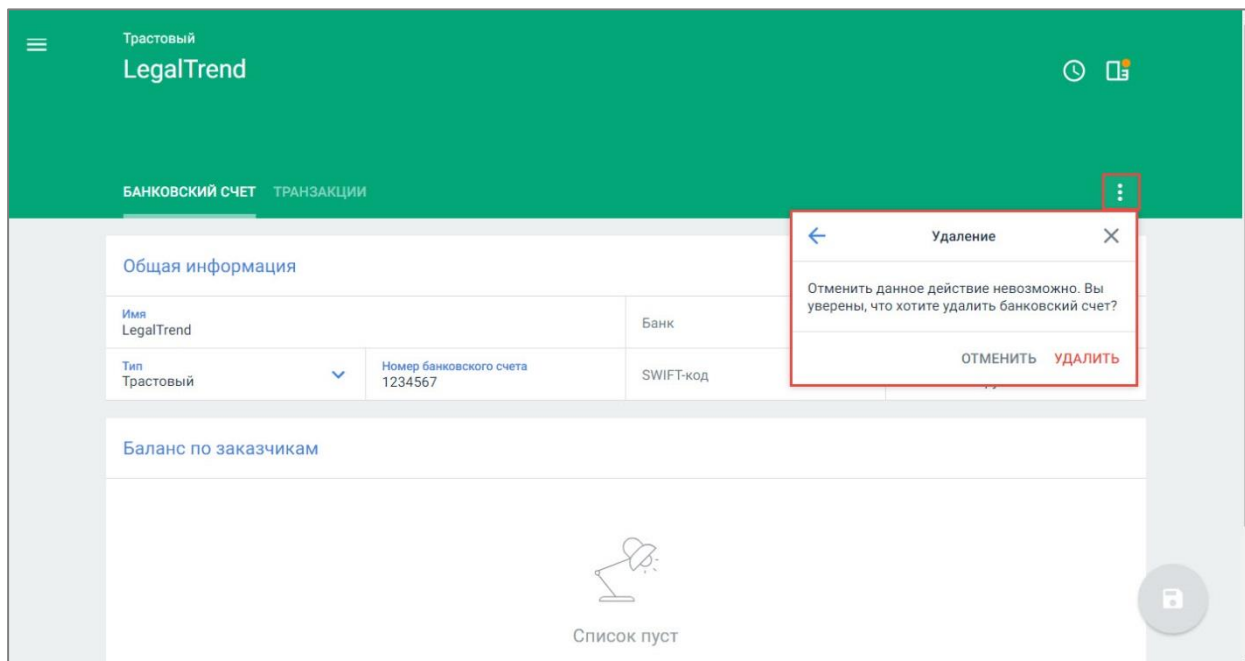 Трастовый
LegalTrend
БАНКОВСКИЙ СЧЕТ ТРАНЗАКЦИИ
Удаление
Отменить данное действие невозможно. Вы
уверены, что хотите удалить банковский счет?
ОТМЕНИТЬ УДАЛИТЬ
Общая информация
Имя
LegalTrend
Банк
Тип
Трастовый
Номер банковского счета
1234567
SWIFT-код
Баланс по заказчикам
Список пуст